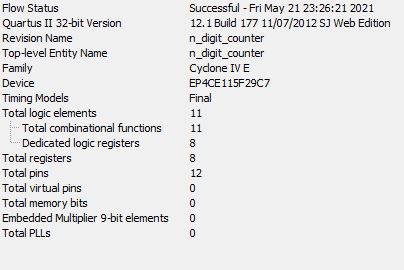 Flow Status Successful - Fri May 21 23:26:21 2021
Quartus II 32-bit Version 12.1 Build 177 11/07/2012 SJ Web Edition
Revision Name n_digit_counter
Top-level Entity Name n_digit_counter
Family Cyclone IV E
Device EP4CE115F29C7
Timing Models Final
Total logic elements 11
Total combinational functions 11
Dedicated logic registers 8
Total registers 8
Total pins 12
Total virtual pins 0
Total memory bits 0
Embedded Multiplier 9-bit elements 0
Total PLLs 0